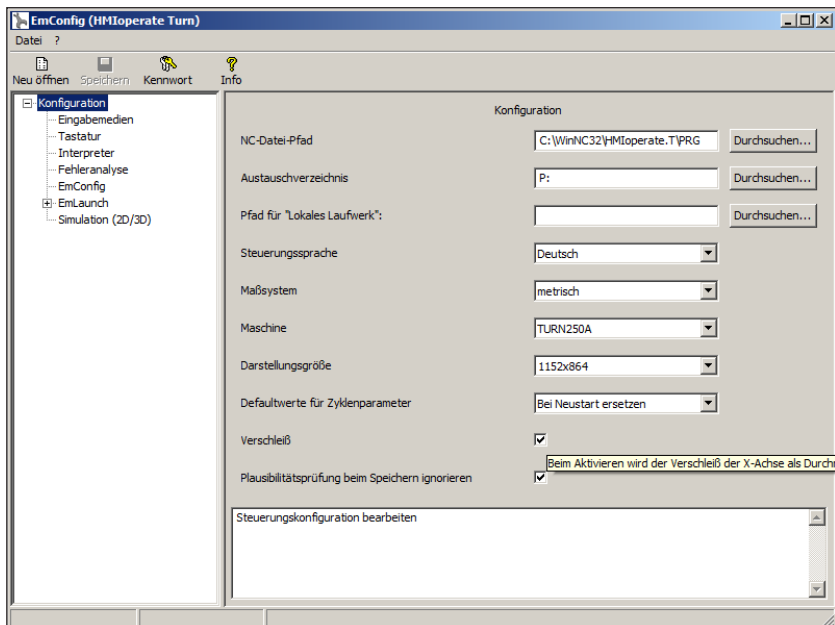 EmConfig (HMIoperate Turn)
Datei ?
Neu öffnen Speichern Kennwort Info
Konfiguration
Eingabemedien
Tastatur
Interpreter
Fehleranalyse
EmConfig
EmLaunch
Simulation (2D/3D)
Konfiguration
NC-Datei-Pfad C:\WinNC32\HMIoperate.T\PRG Durchsuchen...
Austauschverzeichnis P: Durchsuchen...
Pfad für "Lokales Laufwerk": Durchsuchen...
Steuerungssprache Deutsch
Maßsystem metrisch
Maschine TURN250A
Darstellungsgröße 1152x864
Defaultwerte für Zyklenparameter Bei Neustart ersetzen
Verschleiß
Beim Aktivieren wird der Verschleiß der X-Achse als Durchr
Plausibilitätsprüfung beim Speichern ignorieren
Steuerungskonfiguration bearbeiten